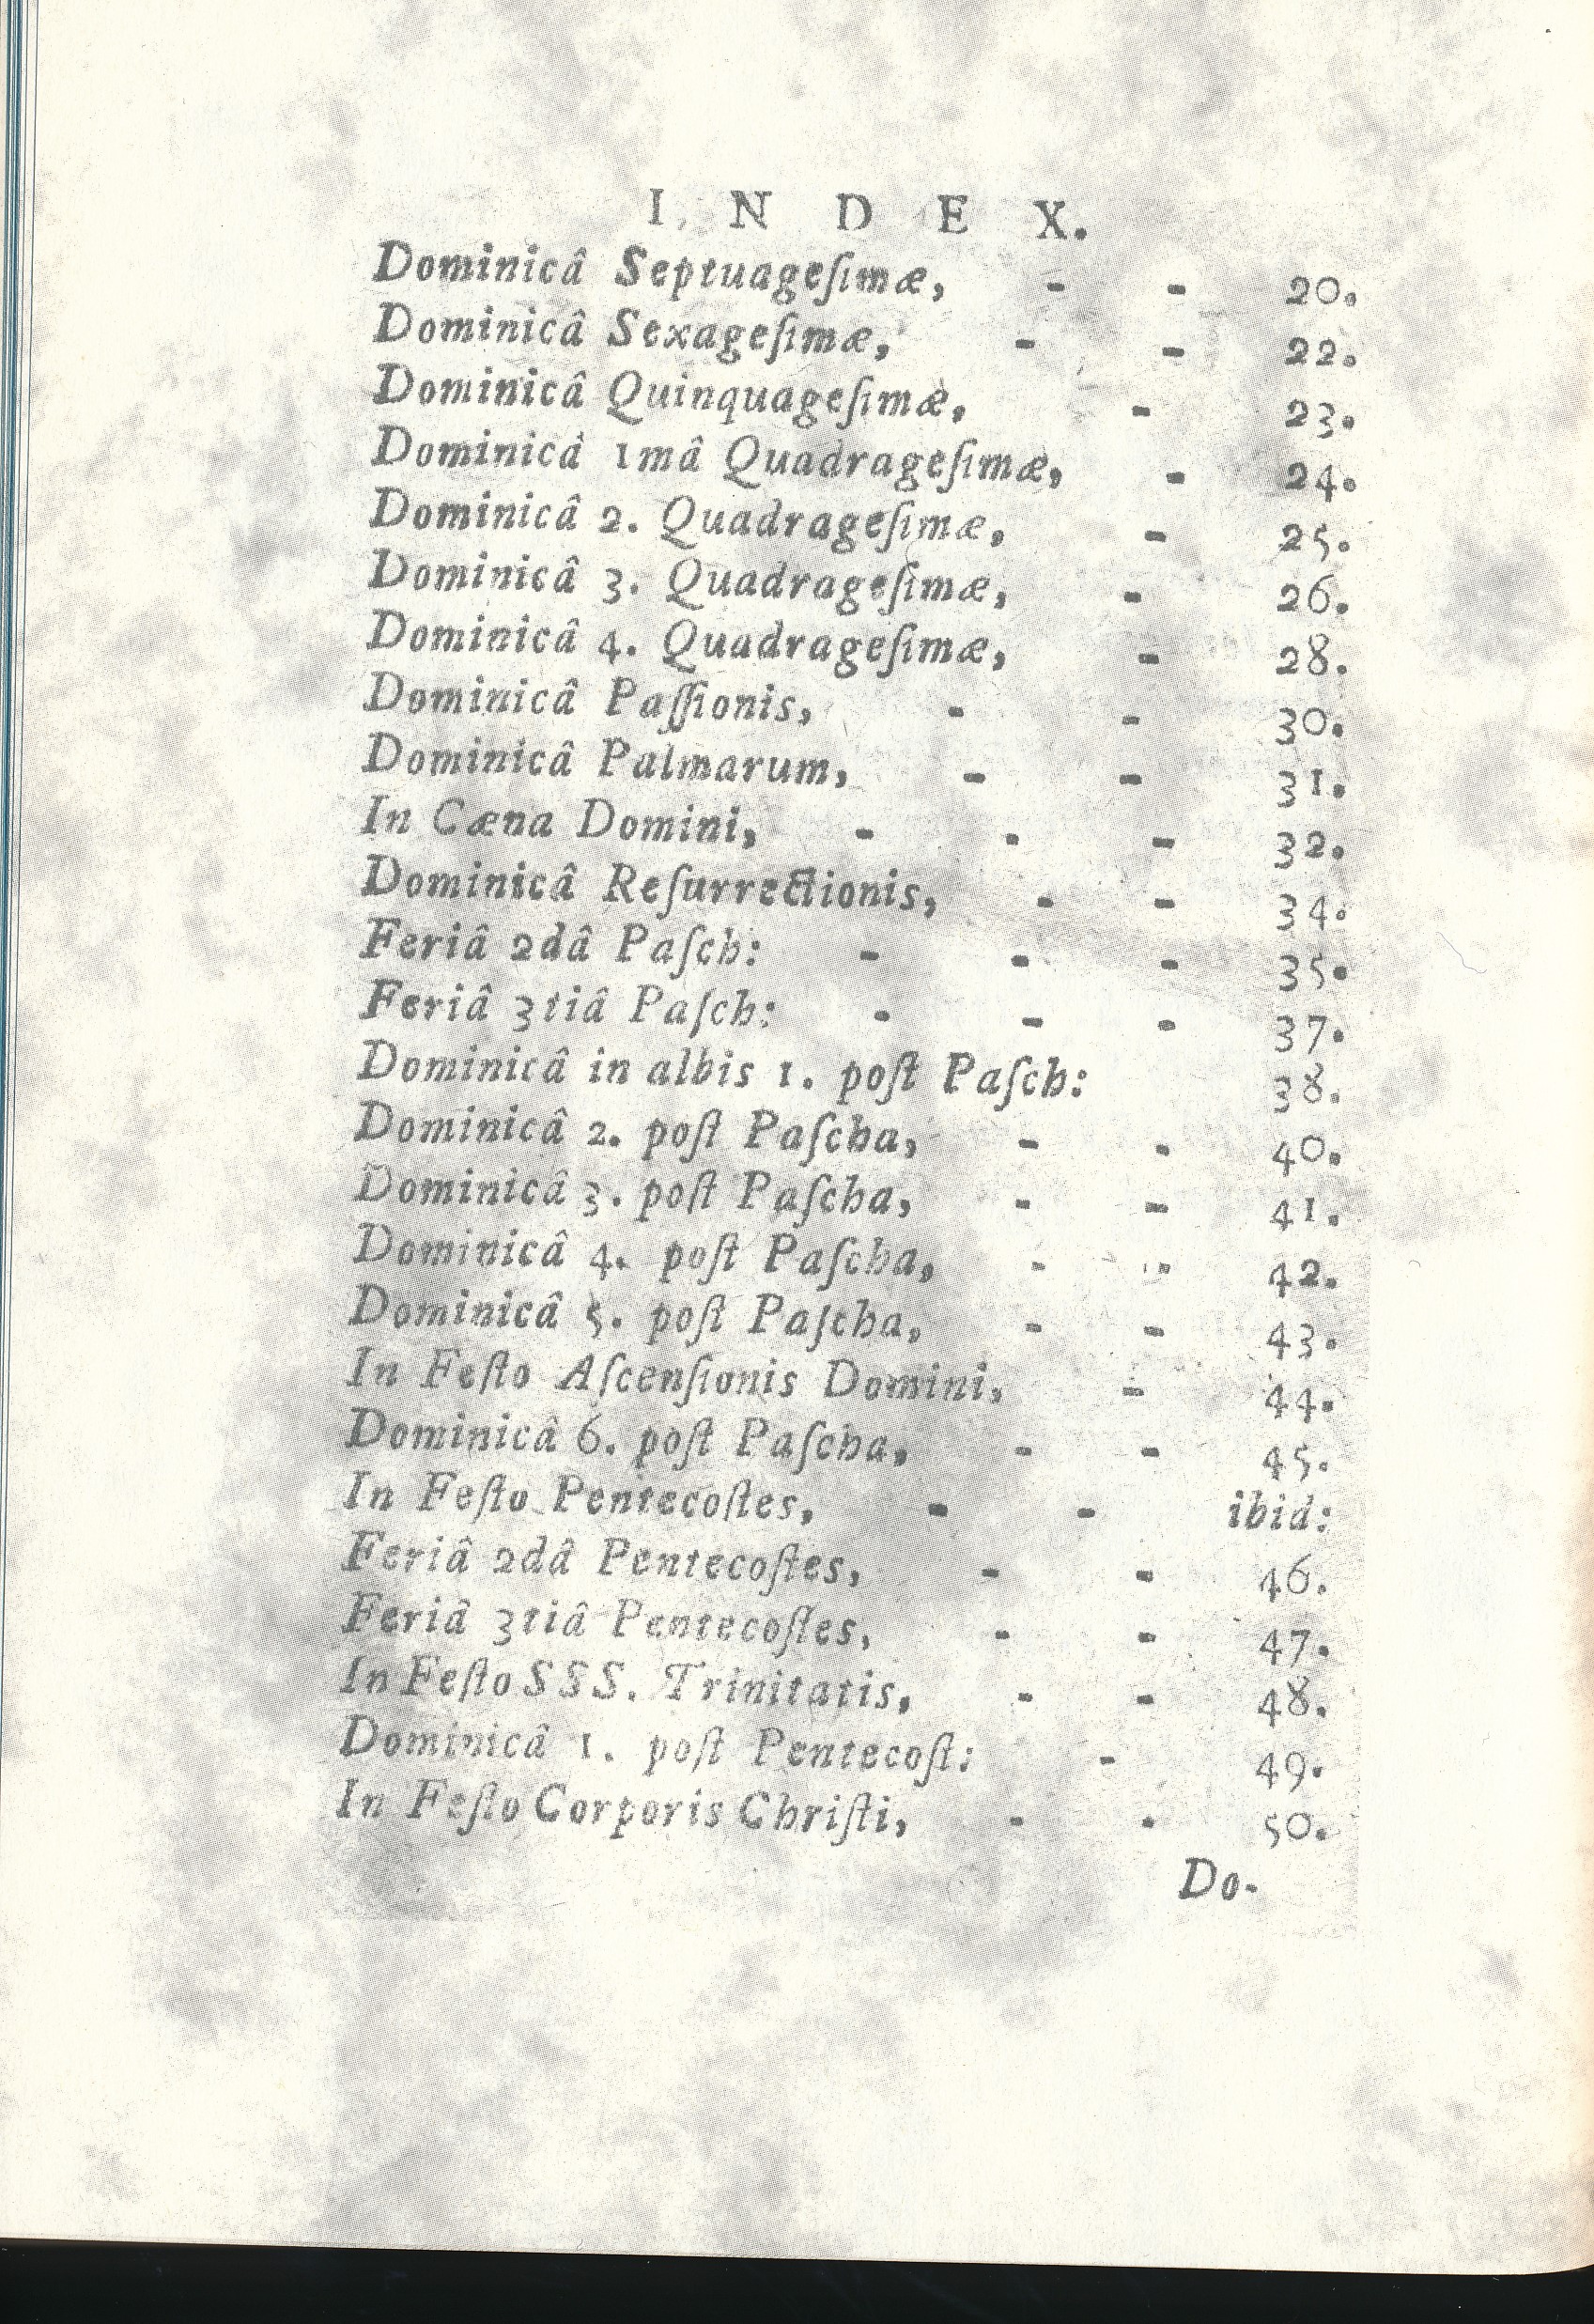 INDEX.
Dominicâ Septuageſimæ, - - 20.
Dominicâ Sexageſimæ, - - 22.
Dominicâ Quinquageſimæ, - 23.
Dominicâ 1mâ Quadrageſimæ, - 24.
Dominicâ 2. Quadrageſimæ, - 25.
Dominicâ 3. Quadrageſimæ, - 26.
Dominicâ 4. Quadrageſimæ, - 28.
Dominicâ Paſſionis, - - 30.
Dominicâ Palmarum, - - 31.
In Cæna Domini, - - - 32.
Dominicâ Reſurrectionis, - - 34.
Feriâ 2dâ Paſch: - - - 35.
Feriâ 3tiâ Paſch: - - - 37.
Dominicâ in albis 1. poſt Paſch: 38.
Dominicâ 2. poſt Paſcha, - - 40.
Dominicâ 3. poſt Paſcha, - - 41.
Dominicâ 4. poſt Paſcha, - - 42.
Dominicâ 5. poſt Paſcha, - - 43.
In Feſto Aſcenſionis Domini, - 44.
Dominicâ 6. poſt Paſcha, - - 45.
In Feſto Pentecoſtes, - - ibid:
Feriâ 2dâ Pentecoſtes, - - 46.
Feriâ 3tiâ Pentecoſtes, - - 47.
In Feſto SSS. Trinitatis, - - 48.
Dominicâ 1. poſt Pentecoſt: - 49.
In Feſto Corporis Chriſti, - - 50.
Do-